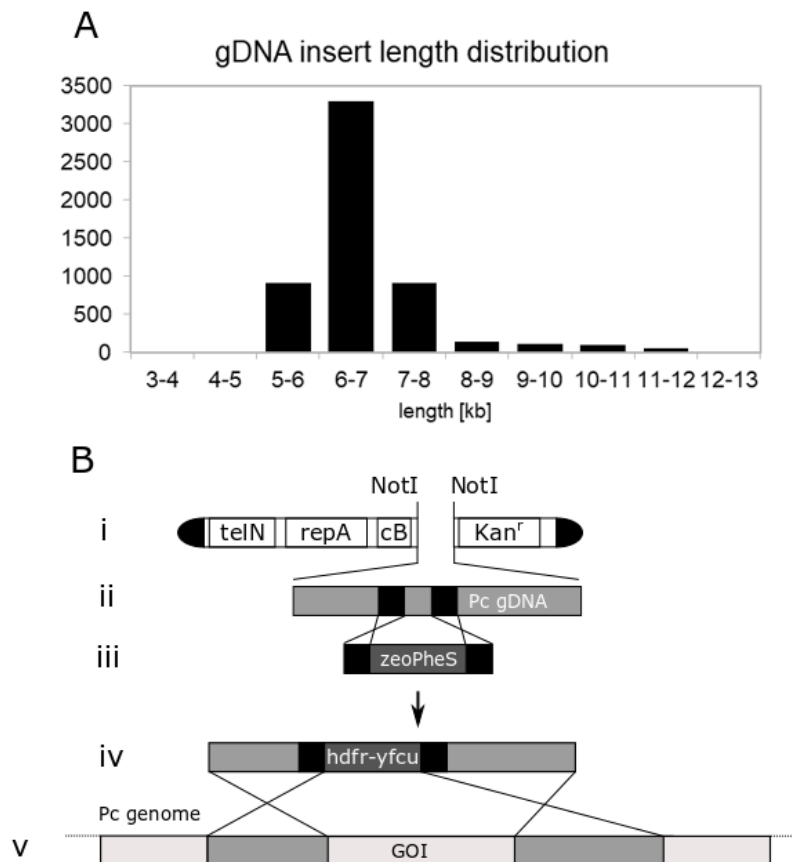 A
gDNA insert length distribution
3500
3000
2500
2000
1500
1000
500
0
3-4 4-5 5-6 6-7 7-8 8-9 9-10 10-11 11-12 12-13
length [kb]
B
NotI NotI
i telN repA cB Kanʳ
ii Pc gDNA
iii zeoPheS
iv hdfr-yfcu
Pc genome
v GOI